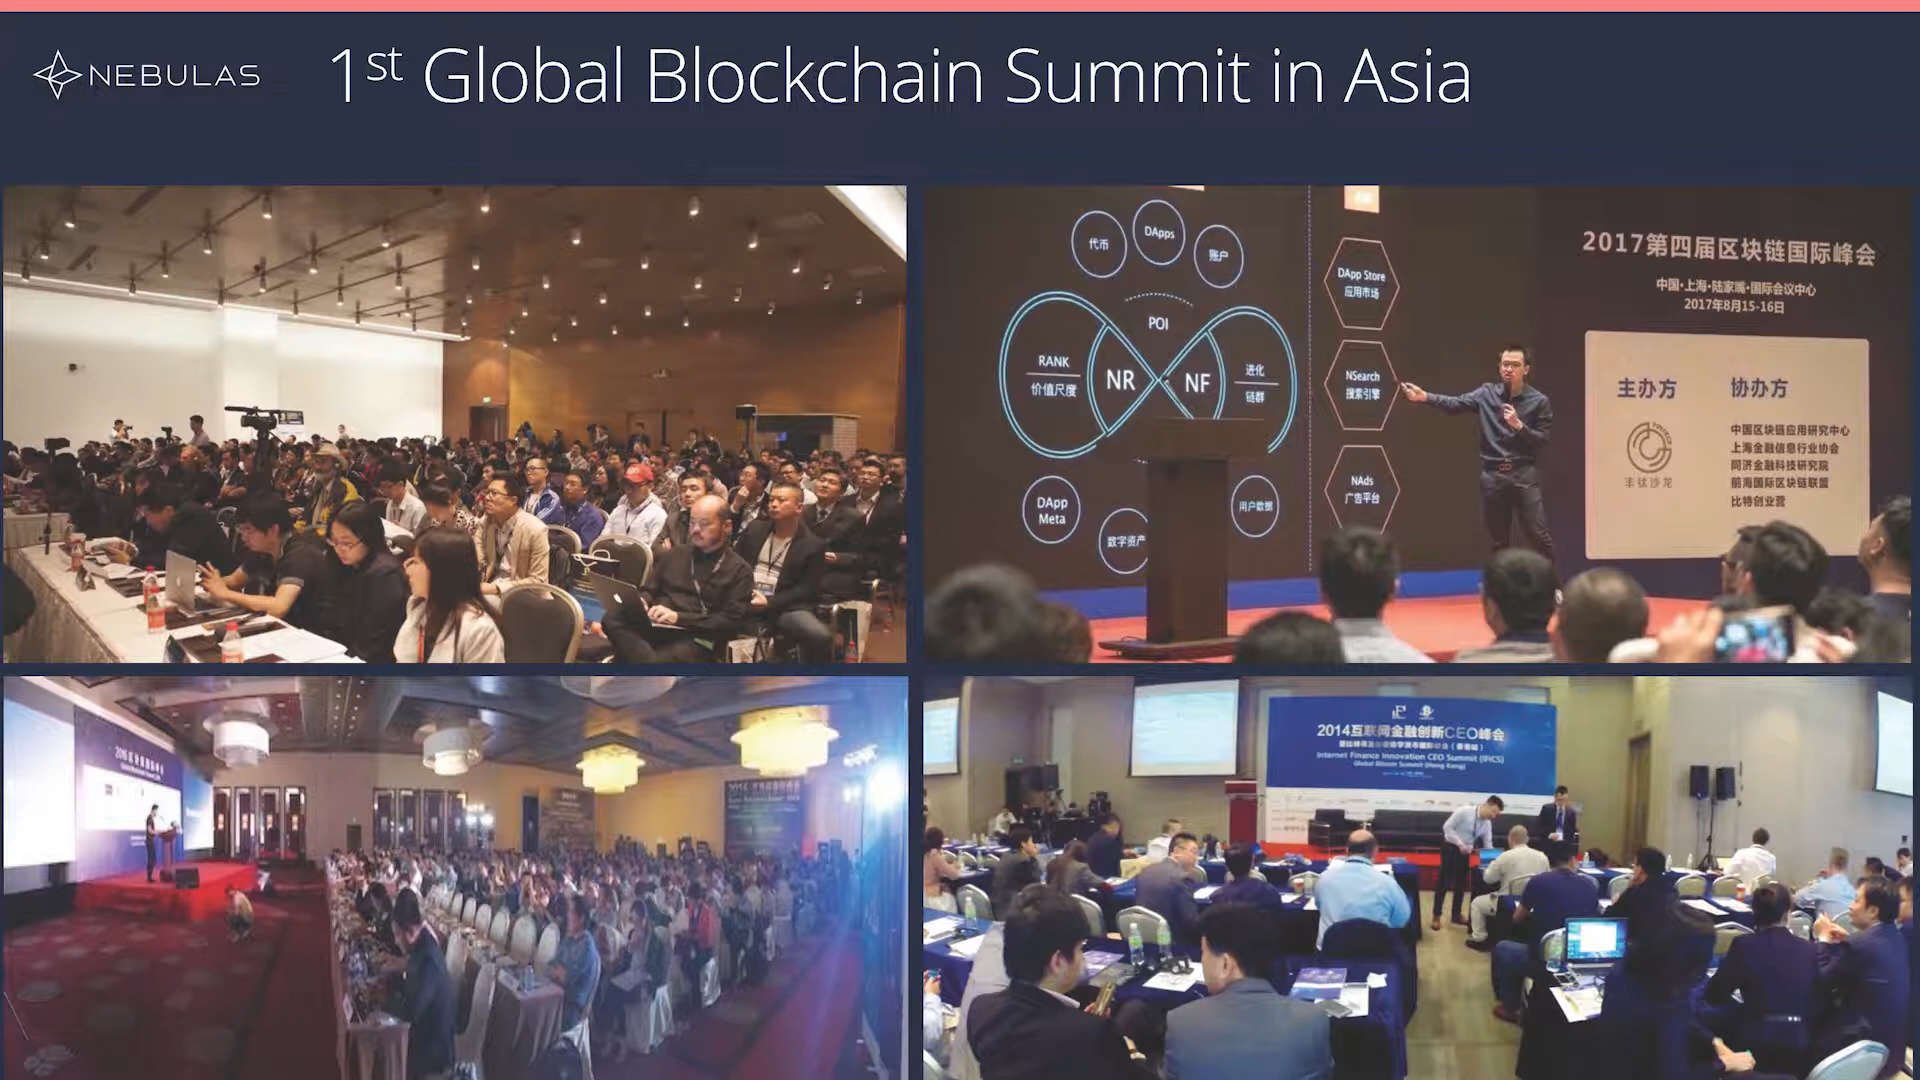 NEBULAS
1st Global Blockchain Summit in Asia
代币
DApps
账户
POI
RANK
价值尺度
NR
NF
进化
链群
DApp
Meta
数字资产
用户数据
DApp Store
应用市场
NSearch
搜索引擎
NAds
广告平台
2017第四届区块链国际峰会
中国·上海·陆家嘴·国际会议中心
2017年8月15-16日
主办方
协办方
丰钛沙龙
中国区块链应用研究中心
上海金融信息行业协会
同济金融科技研究院
前海国际区块链联盟
比特创业营
2014互联网金融创新CEO峰会
Internet Finance Innovation CEO Summit (IFICS)
Global Bitcoin Summit (Hong Kong)